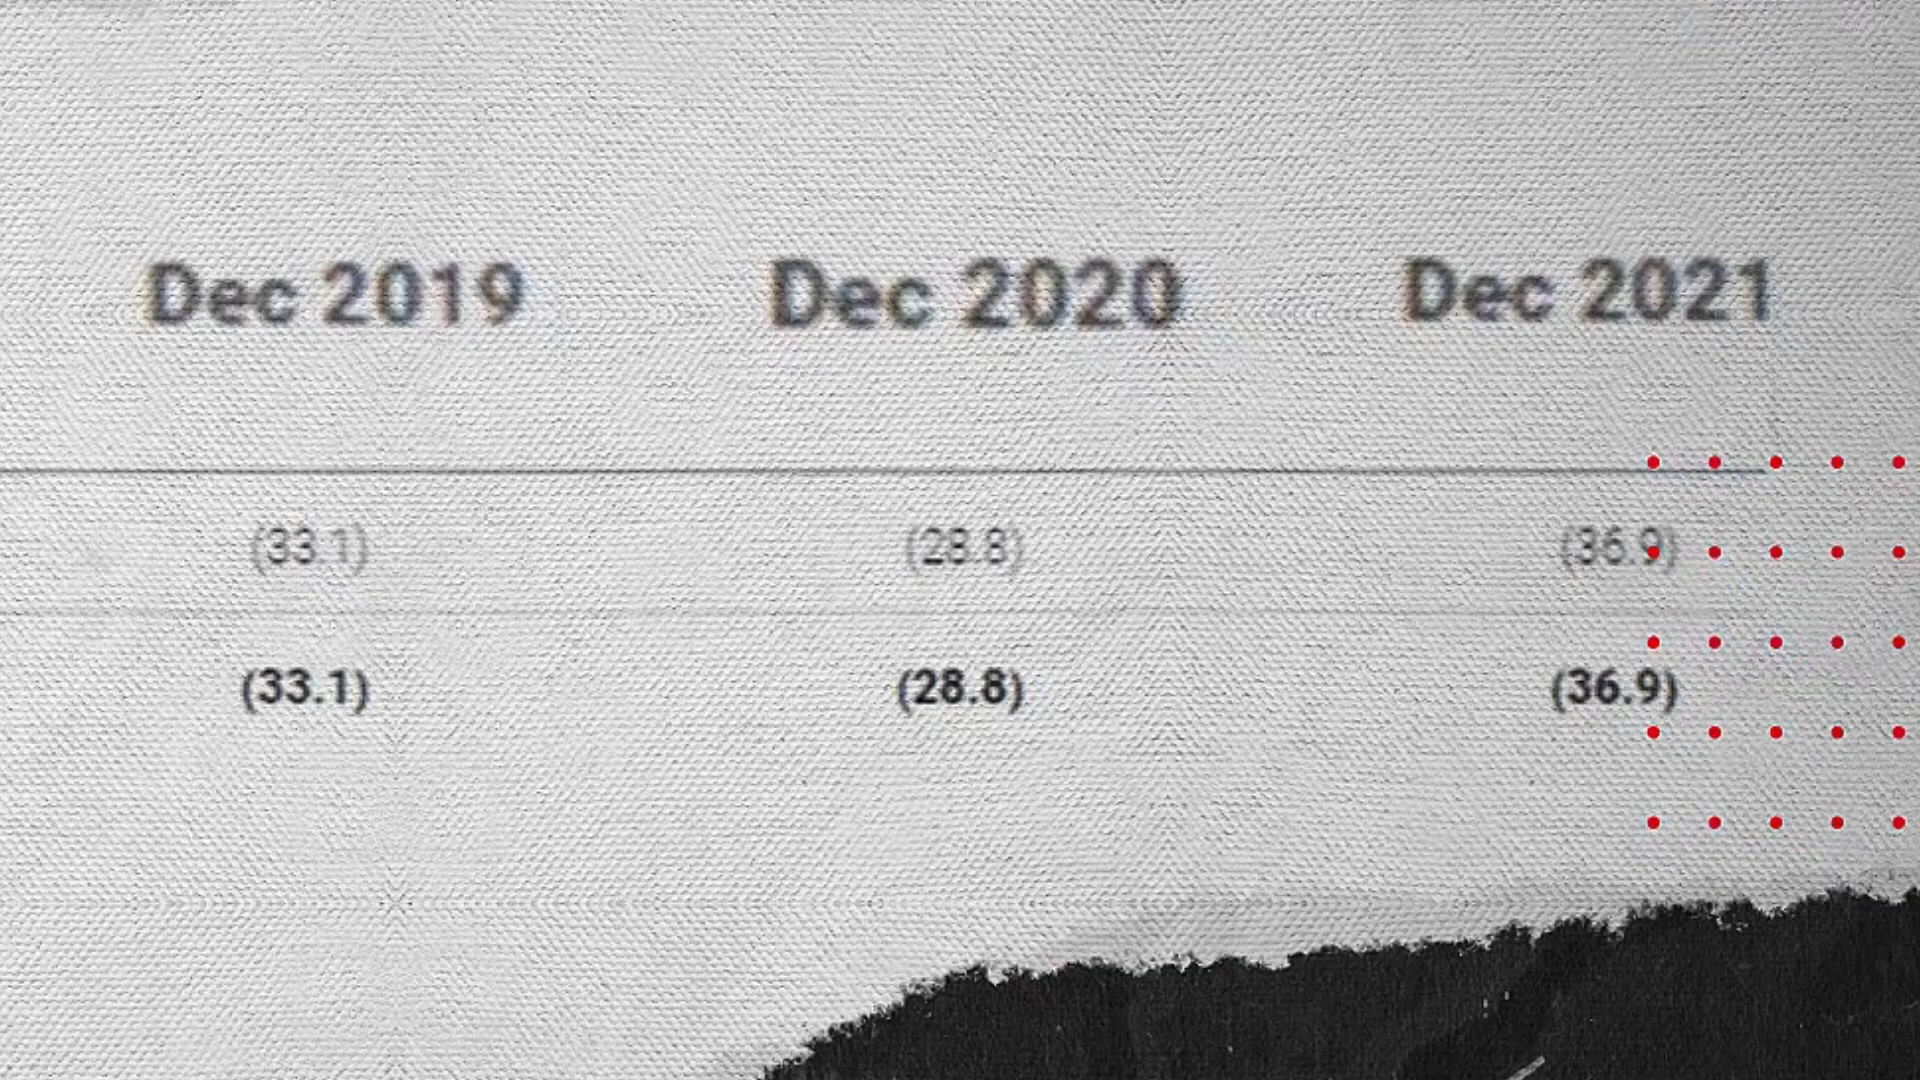 Dec 2019 Dec 2020 Dec 2021
(33.1) (28.8) (36.9)
(33.1) (28.8) (36.9)